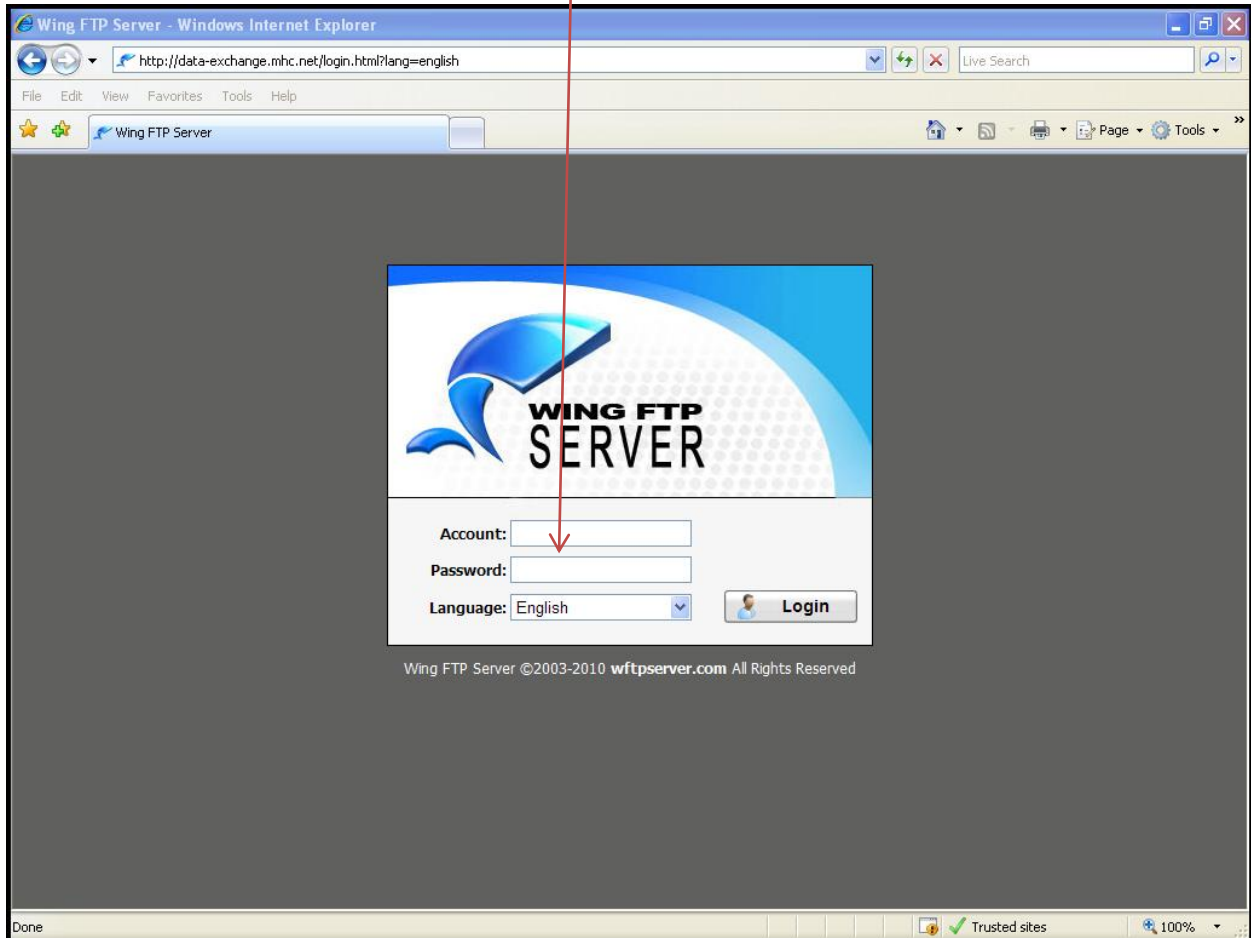 Wing FTP Server - Windows Internet Explorer
http://data-exchange.mhc.net/login.html?lang=english
Live Search
File Edit View Favorites Tools Help
Wing FTP Server
Page
Tools
WING FTP
SERVER
Account:
Password:
Language: English
Login
Wing FTP Server ©2003-2010 wftpserver.com All Rights Reserved
Done
Trusted sites
100%